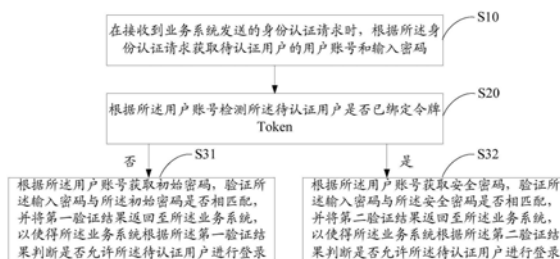 S10
在接收到业务系统发送的身份认证请求时，根据所述身
份认证请求获取待认证用户的用户账号和输入密码
S20
根据所述用户账号检测所述待认证用户是否已绑定令牌
Token
否
S31
是
S32
根据所述用户账号获取初始密码，验证所
述输入密码与所述初始密码是否相匹配，
并将第一验证结果返回至所述业务系统，
以使得所述业务系统根据所述第一验证结
果判断是否允许所述待认证用户进行登录
根据所述用户账号获取安全密码，验证所
述输入密码与所述安全密码是否相匹配，
并将第二验证结果返回至所述业务系统，
以使得所述业务系统根据所述第二验证结
果判断是否允许所述待认证用户进行登录